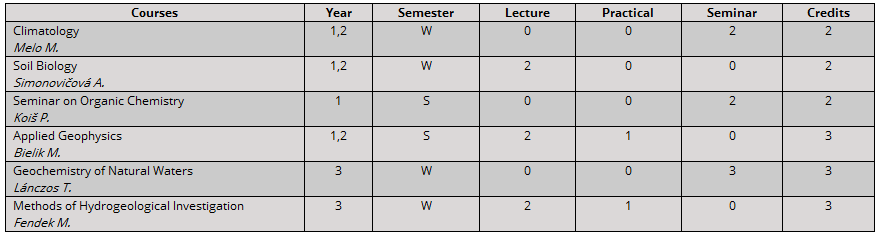 Courses Year Semester Lecture Practical Seminar Credits
Climatology 1,2 W 0 0 2 2
Melo M.
Soil Biology 1,2 W 2 0 0 2
Simonovičová A.
Seminar on Organic Chemistry 1 S 0 0 2 2
Koiš P.
Applied Geophysics 1,2 S 2 1 0 3
Bielik M.
Geochemistry of Natural Waters 3 W 0 0 3 3
Lánczos T.
Methods of Hydrogeological Investigation 3 W 2 1 0 3
Fendek M.